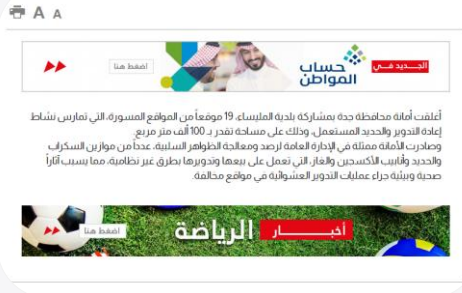 A A
الجـــديد فـــي
حساب
المواطن
اضغط هنا
أغلقت أمانة محافظة جدة بمشاركة بلدية المليساء، 19 موقعاً من المواقع المسورة، التي تمارس نشاط
إعادة التدوير والحديد المستعمل، وذلك على مساحة تقدر بـ 100 ألف متر مربع.
وصادرت الأمانة ممثلة في الإدارة العامة لرصد ومعالجة الظواهر السلبية، عدداً من موازين السكراب
والحديد وأنابيب الأكسجين والغاز، التي تعمل على بيعها وتدويرها بطرق غير نظامية، مما يسبب آثاراً
صحية وبيئية جراء عمليات التدوير العشوائية في مواقع مخالفة.
أخبـــــــار الرياضة
اضغط هنا